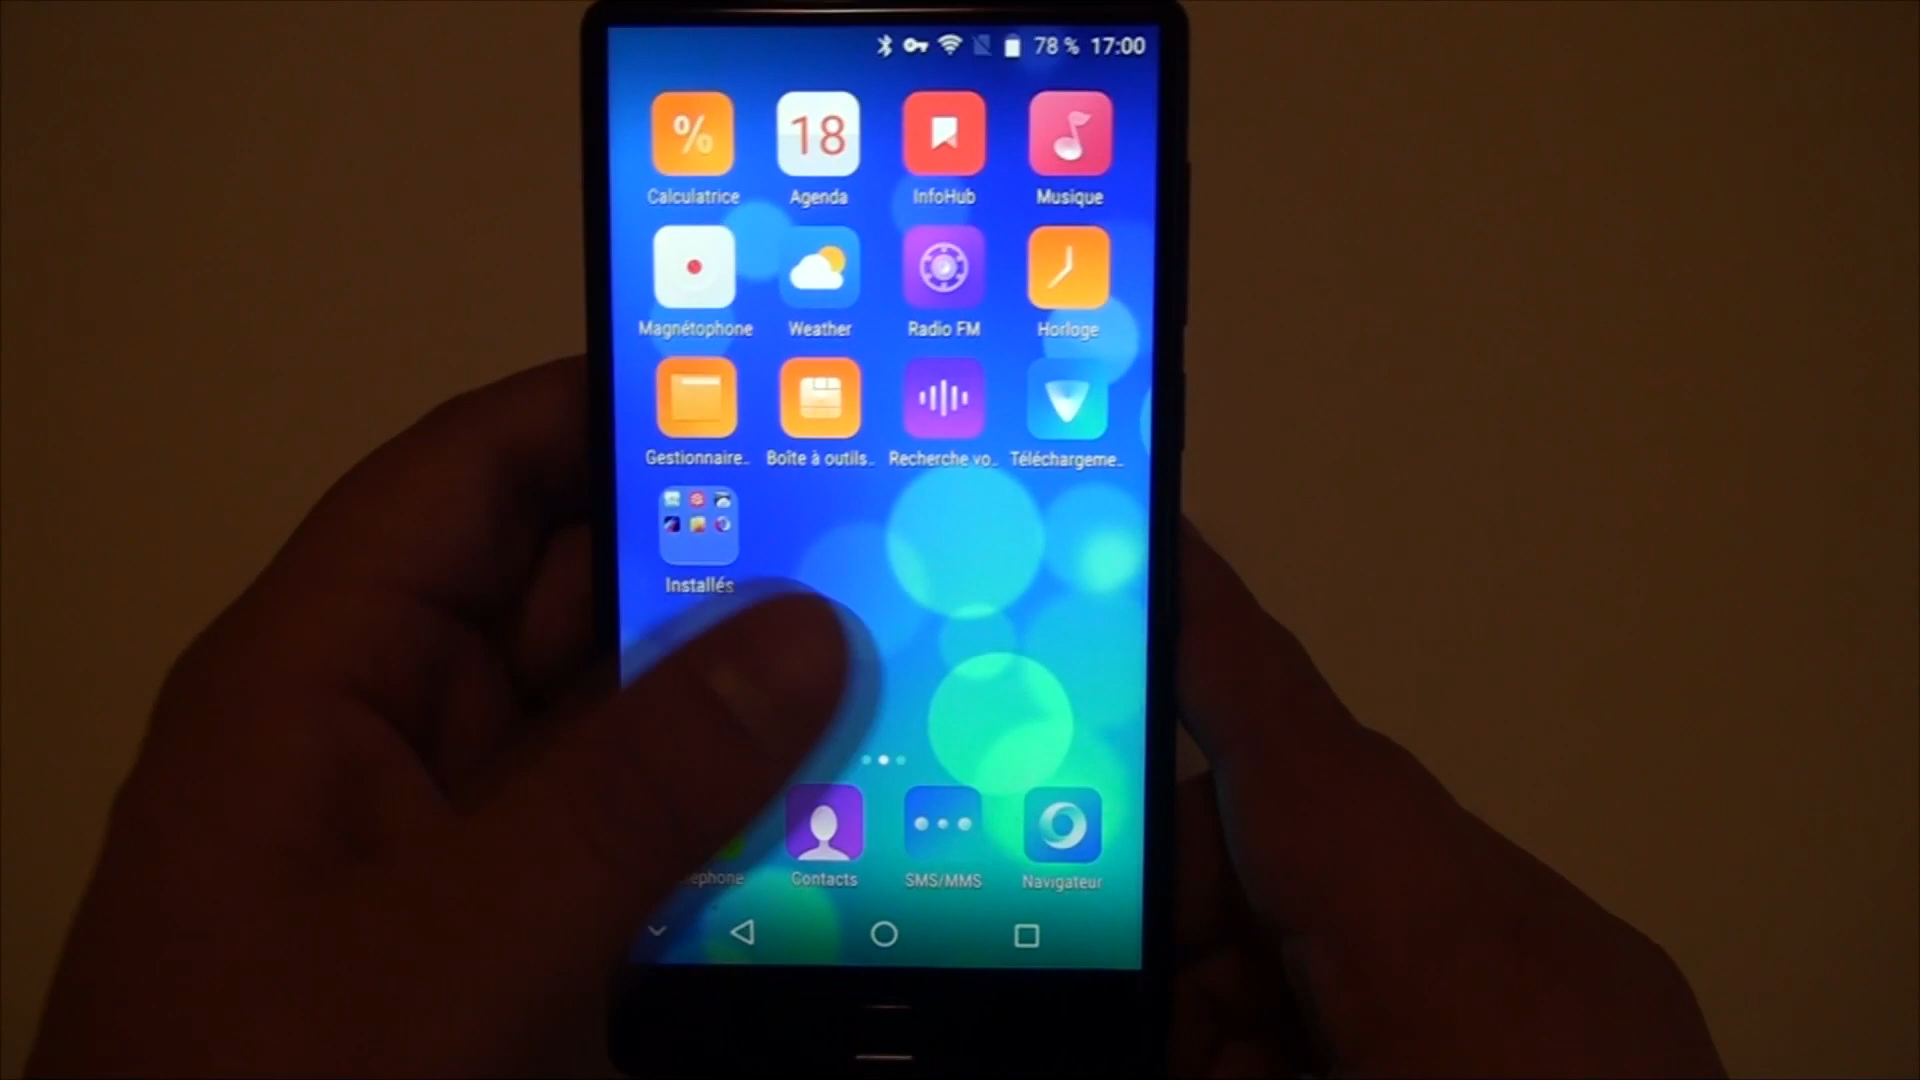 78 % 17:00
%
18
Calculatrice Agenda InfoHub Musique
Magnétophone Weather Radio FM Horloge
Gestionnaire.. Boîte à outils.. Recherche vo.. Téléchargeme..
Installés
ephone Contacts SMS/MMS Navigateur